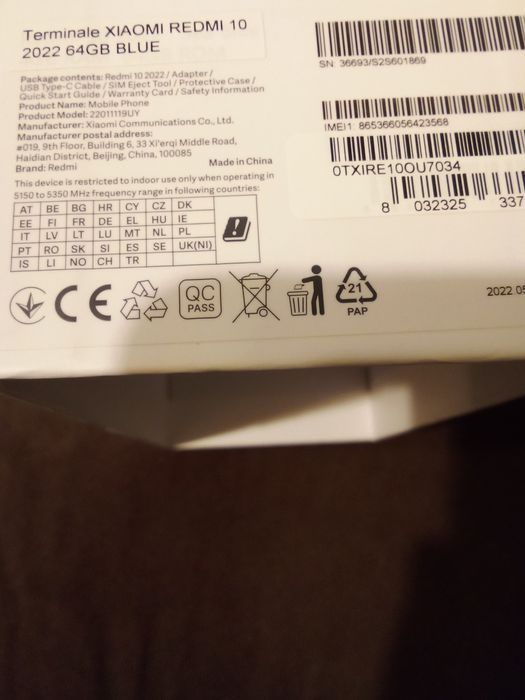 Terminale XIAOMI REDMI 10
2022 64GB BLUE
Package contents: Redmi 10 2022 / Adapter /
USB Type-C Cable / SIM Eject Tool / Protective Case /
Quick Start Guide / Warranty Card / Safety Information
Product Name: Mobile Phone
Product Model: 22011119UY
Manufacturer: Xiaomi Communications Co., Ltd.
Manufacturer postal address:
#019, 9th Floor, Building 6, 33 Xi'erqi Middle Road,
Haidian District, Beijing, China, 100085
Brand: Redmi
Made in China
This device is restricted to indoor use only when operating in
5150 to 5350 MHz frequency range in following countries:
AT BE BG HR CY CZ DK
EE FI FR DE EL HU IE
IT LV LT LU MT NL PL
PT RO SK SI ES SE UK(NI)
IS LI NO CH TR
CE
QC
PASS
21
PAP
SN: 36693/S2S601869
IMEI1: 865366056423568
0TXIRE10OU7034
8 032325 337
2022.05